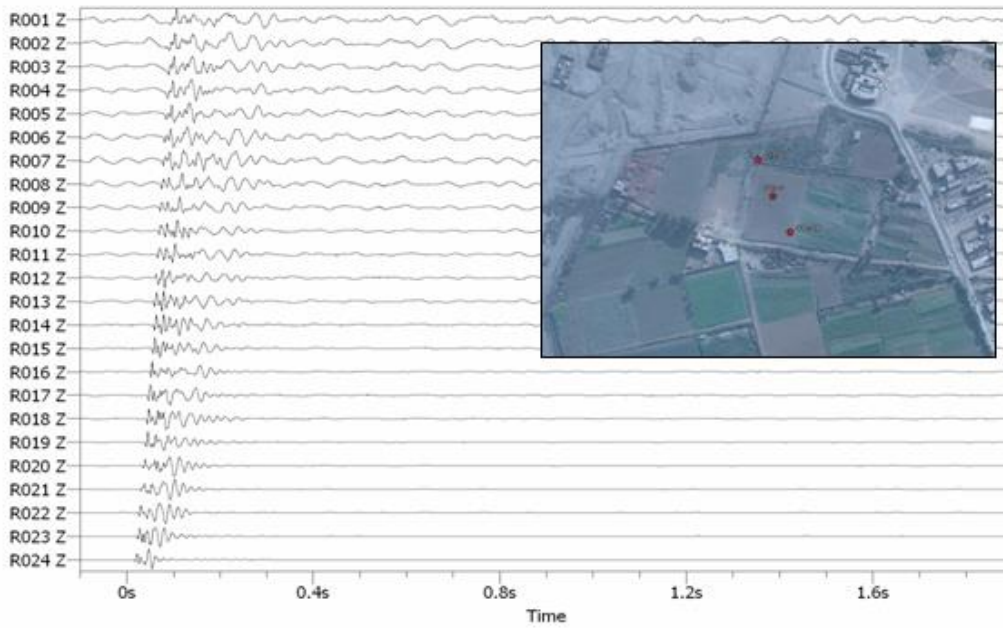 R001 Z
R002 Z
R003 Z
R004 Z
R005 Z
R006 Z
R007 Z
R008 Z
R009 Z
R010 Z
R011 Z
R012 Z
R013 Z
R014 Z
R015 Z
R016 Z
R017 Z
R018 Z
R019 Z
R020 Z
R021 Z
R022 Z
R023 Z
R024 Z
0s 0.4s 0.8s 1.2s 1.6s
Time